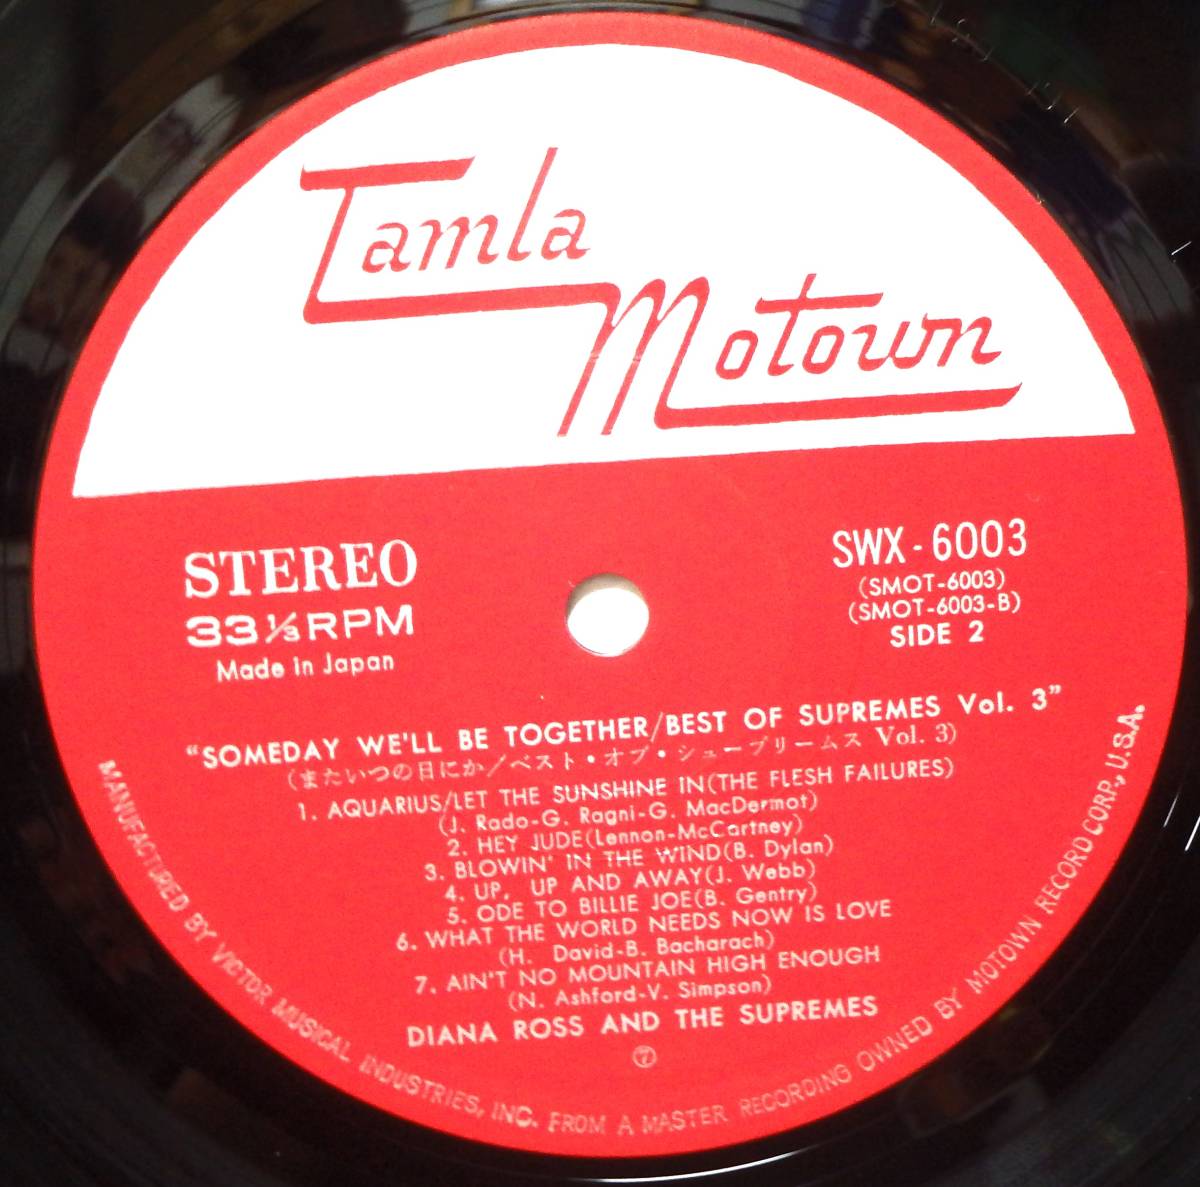 Tamla
Motown
STEREO
33 1/3 RPM
Made in Japan
SWX-6003
(SMOT-6003)
(SMOT-6003-B)
SIDE 2
"SOMEDAY WE'LL BE TOGETHER/BEST OF SUPREMES Vol. 3"
(またいつの日にか/ベスト・オブ・シュープリームス Vol. 3)
1. AQUARIUS/LET THE SUNSHINE IN(THE FLESH FAILURES)
(J. Rado-G. Ragni-G. MacDermot)
2. HEY JUDE(Lennon-McCartney)
3. BLOWIN' IN THE WIND(B. Dylan)
4. UP, UP AND AWAY(J. Webb)
5. ODE TO BILLIE JOE(B. Gentry)
6. WHAT THE WORLD NEEDS NOW IS LOVE
(H. David-B. Bacharach)
7. AIN'T NO MOUNTAIN HIGH ENOUGH
(N. Ashford-V. Simpson)
DIANA ROSS AND THE SUPREMES
⑦
MANUFACTURED BY VICTOR MUSICAL INDUSTRIES, INC. FROM A MASTER RECORDING OWNED BY MOTOWN RECORD CORP., U.S.A.